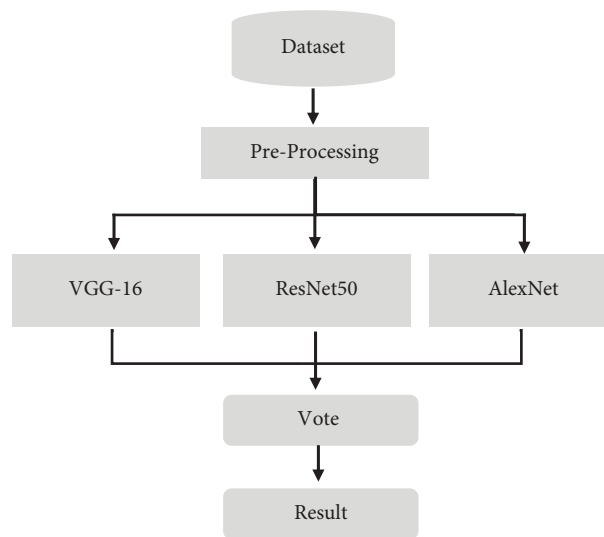 Dataset
Pre-Processing
VGG-16
ResNet50
AlexNet
Vote
Result